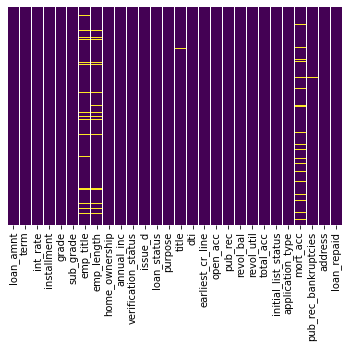 loan_amnt
term
int_rate
installment
grade
sub_grade
emp_title
emp_length
home_ownership
annual_inc
verification_status
issue_d
loan_status
purpose
title
dti
earliest_cr_line
open_acc
pub_rec
revol_bal
revol_util
total_acc
initial_list_status
application_type
mort_acc
pub_rec_bankruptcies
address
loan_repaid